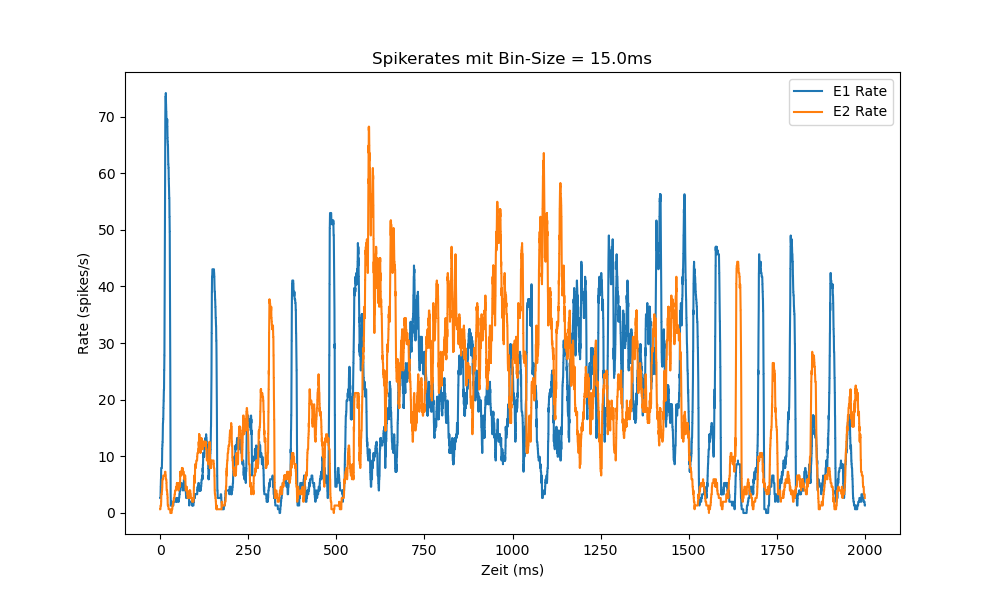 Spikerates mit Bin-Size = 15.0ms
E1 Rate
E2 Rate
Rate (spikes/s)
70
60
50
40
30
20
10
0
0 250 500 750 1000 1250 1500 1750 2000
Zeit (ms)